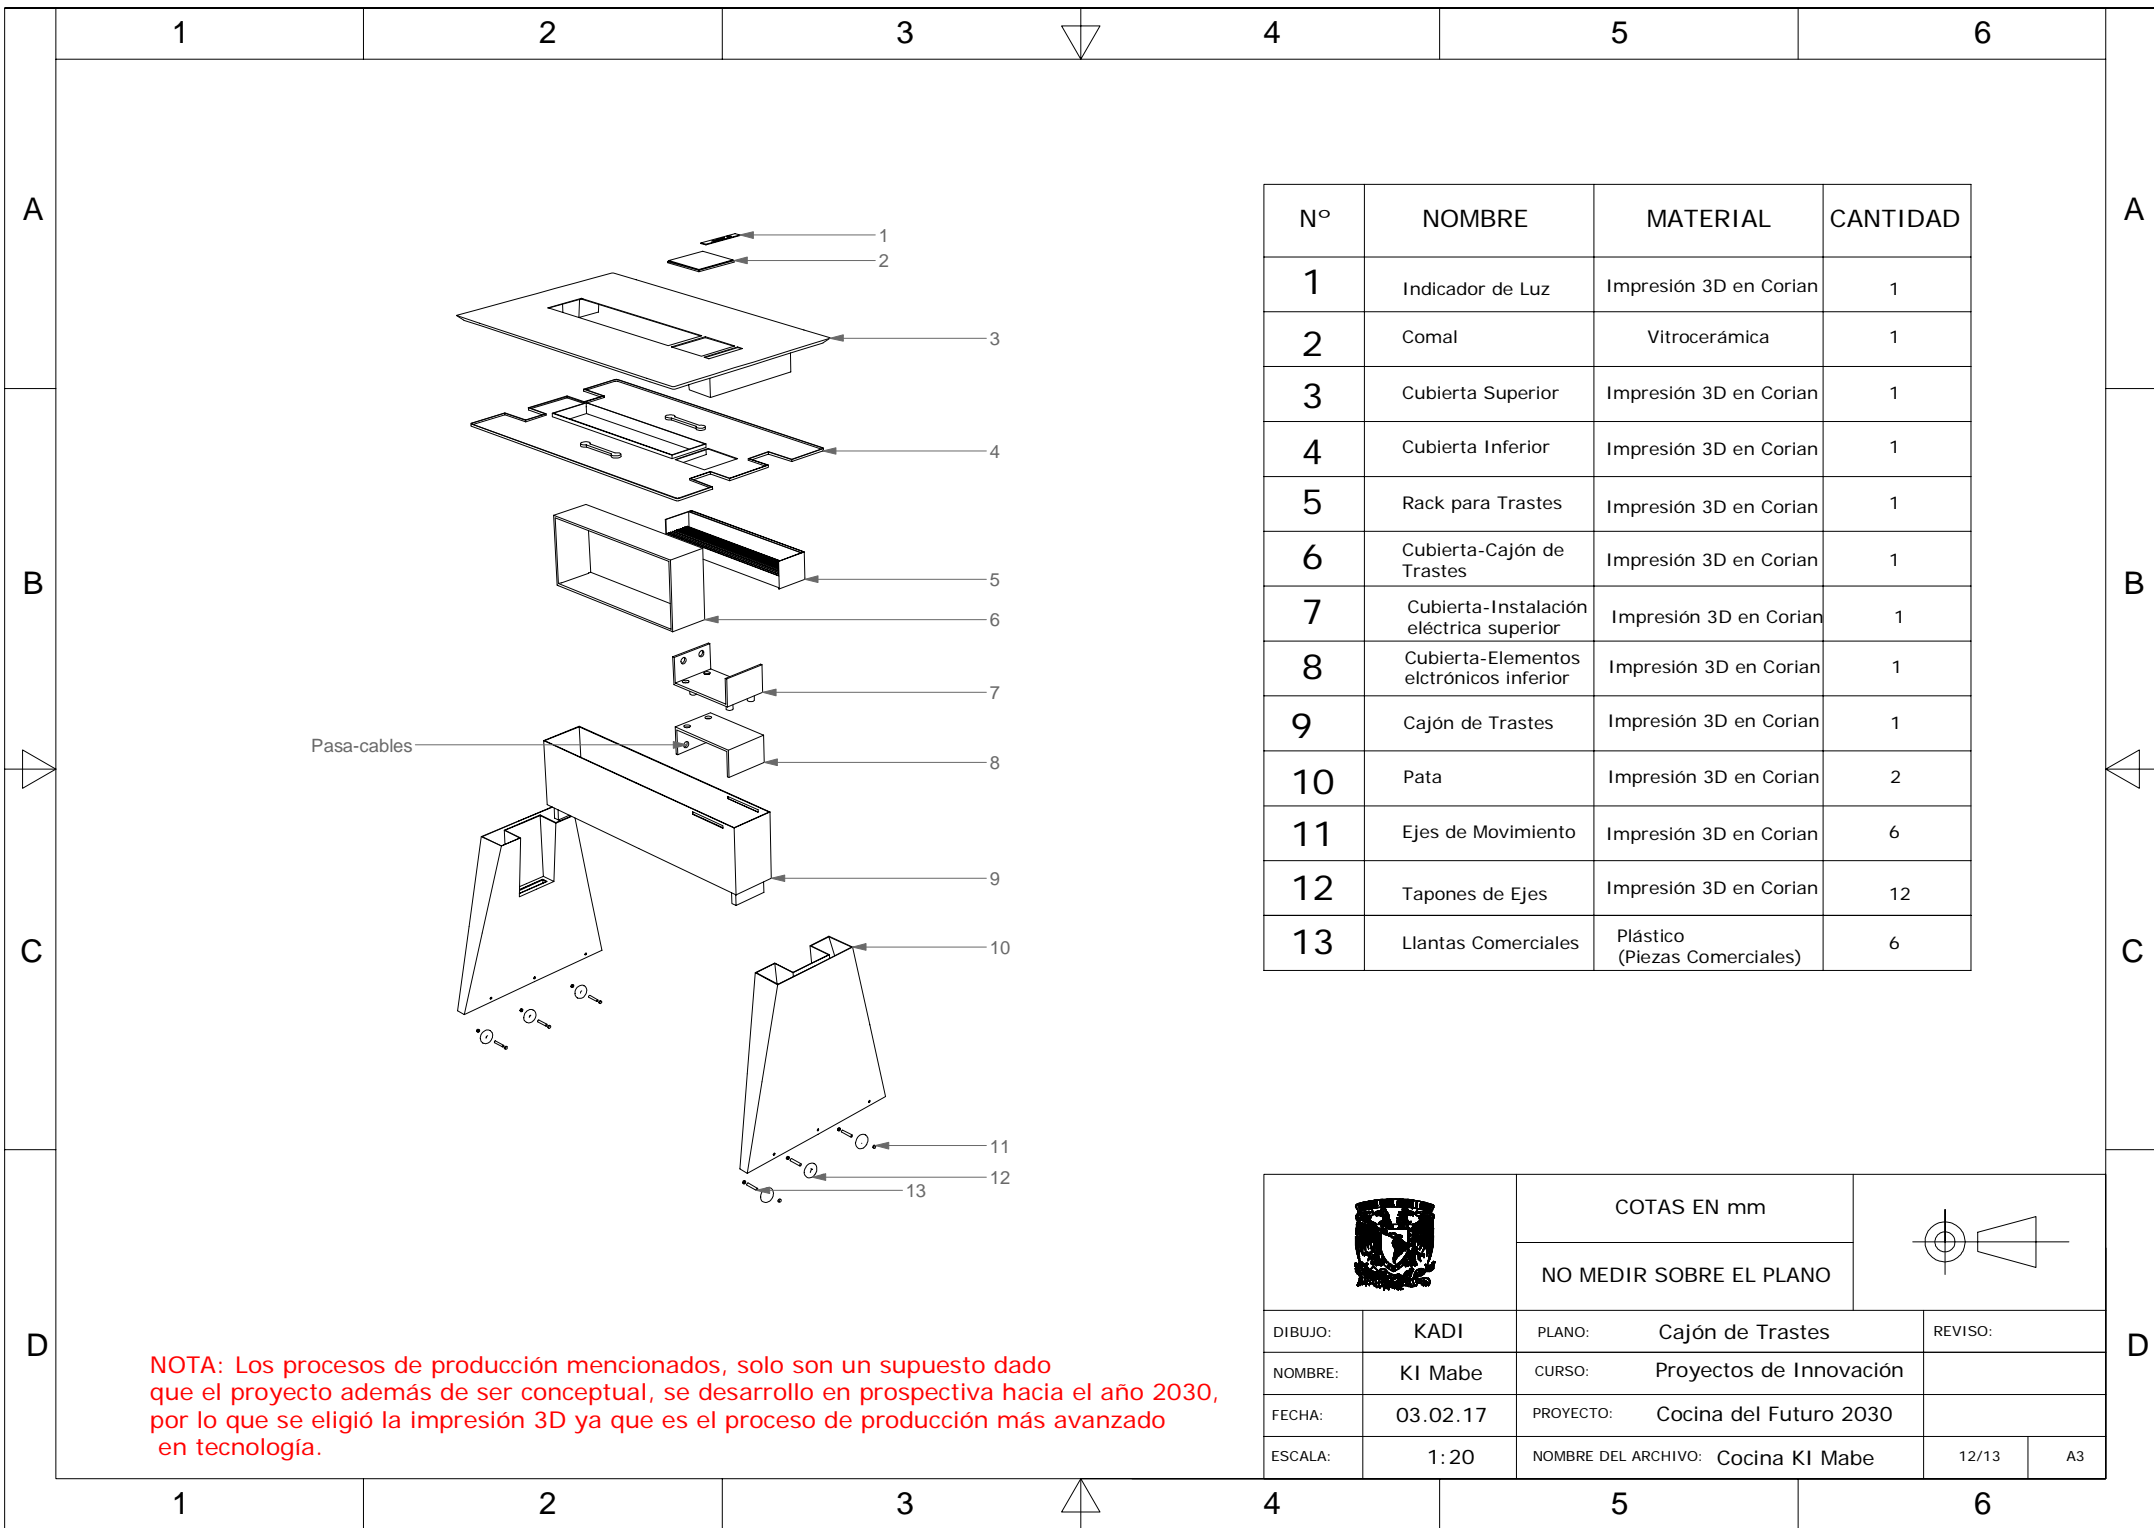 1 2 3 4 5 6
A A
B B
C C
D D
1
2
3
4
5
6
7
Pasa-cables
8
9
10
11
12
13
Nº NOMBRE MATERIAL CANTIDAD
1 Indicador de Luz Impresión 3D en Corian 1
2 Comal Vitrocerámica 1
3 Cubierta Superior Impresión 3D en Corian 1
4 Cubierta Inferior Impresión 3D en Corian 1
5 Rack para Trastes Impresión 3D en Corian 1
6 Cubierta-Cajón de
Trastes Impresión 3D en Corian 1
7 Cubierta-Instalación
eléctrica superior Impresión 3D en Corian 1
8 Cubierta-Elementos
elctrónicos inferior Impresión 3D en Corian 1
9 Cajón de Trastes Impresión 3D en Corian 1
10 Pata Impresión 3D en Corian 2
11 Ejes de Movimiento Impresión 3D en Corian 6
12 Tapones de Ejes Impresión 3D en Corian 12
13 Llantas Comerciales Plástico
(Piezas Comerciales) 6
COTAS EN mm
NO MEDIR SOBRE EL PLANO
DIBUJO: KADI PLANO: Cajón de Trastes REVISO:
NOMBRE: KI Mabe CURSO: Proyectos de Innovación
FECHA: 03.02.17 PROYECTO: Cocina del Futuro 2030
ESCALA: 1:20 NOMBRE DEL ARCHIVO: Cocina KI Mabe 12/13 A3
NOTA: Los procesos de producción mencionados, solo son un supuesto dado
que el proyecto además de ser conceptual, se desarrollo en prospectiva hacia el año 2030,
por lo que se eligió la impresión 3D ya que es el proceso de producción más avanzado
en tecnología.
1 2 3 4 5 6